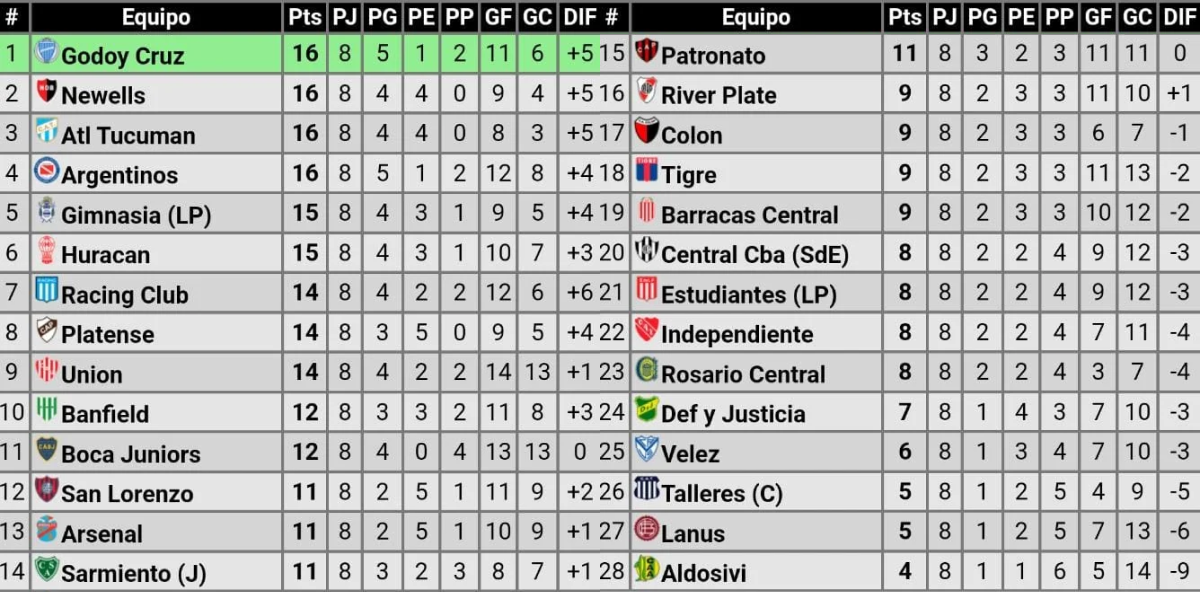 # Equipo Pts PJ PG PE PP GF GC DIF
1 Godoy Cruz 16 8 5 1 2 11 6 +5
2 Newells 16 8 4 4 0 9 4 +5
3 Atl Tucuman 16 8 4 4 0 8 3 +5
4 Argentinos 16 8 5 1 2 12 8 +4
5 Gimnasia (LP) 15 8 4 3 1 9 5 +4
6 Huracan 15 8 4 3 1 10 7 +3
7 Racing Club 14 8 4 2 2 12 6 +6
8 Platense 14 8 3 5 0 9 5 +4
9 Union 14 8 4 2 2 14 13 +1
10 Banfield 12 8 3 3 2 11 8 +3
11 Boca Juniors 12 8 4 0 4 13 13 0
12 San Lorenzo 11 8 2 5 1 11 9 +2
13 Arsenal 11 8 2 5 1 10 9 +1
14 Sarmiento (J) 11 8 3 2 3 8 7 +1
# Equipo Pts PJ PG PE PP GF GC DIF
15 Patronato 11 8 3 2 3 11 11 0
16 River Plate 9 8 2 3 3 11 10 +1
17 Colon 9 8 2 3 3 6 7 -1
18 Tigre 9 8 2 3 3 11 13 -2
19 Barracas Central 9 8 2 3 3 10 12 -2
20 Central Cba (SdE) 8 8 2 2 4 9 12 -3
21 Estudiantes (LP) 8 8 2 2 4 9 12 -3
22 Independiente 8 8 2 2 4 7 11 -4
23 Rosario Central 8 8 2 2 4 3 7 -4
24 Def y Justicia 7 8 1 4 3 7 10 -3
25 Velez 6 8 1 3 4 7 10 -3
26 Talleres (C) 5 8 1 2 5 4 9 -5
27 Lanus 5 8 1 2 5 7 13 -6
28 Aldosivi 4 8 1 1 6 5 14 -9